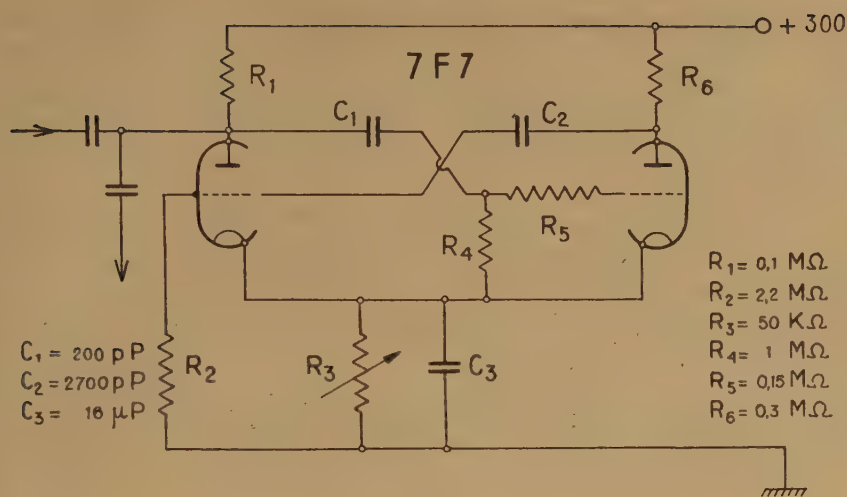 + 300
7 F 7
R1
R6
C1
C2
R5
R4
R2
R3
C3
C1 = 200 pP
C2 = 2700 pP
C3 = 16 µP
R1 = 0,1 MΩ
R2 = 2,2 MΩ
R3 = 50 KΩ
R4 = 1 MΩ
R5 = 0,15 MΩ
R6 = 0,3 MΩ